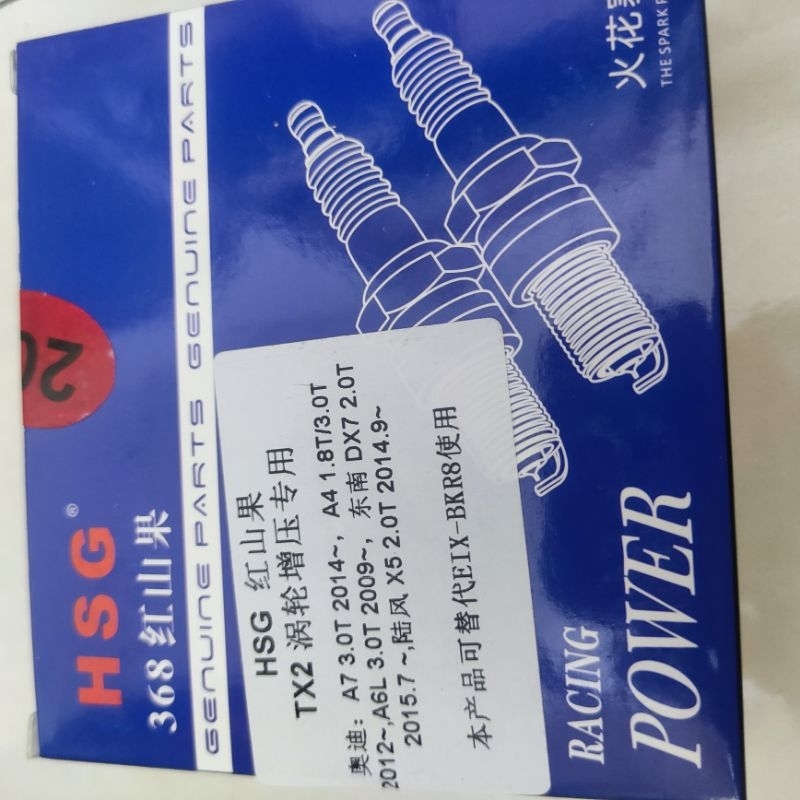 HSG®
368 红山果
GENUINE PARTS GENUINE PARTS
20
HSG 红山果
TX2 涡轮增压专用
奥迪：A7 3.0T 2014~，A4 1.8T/3.0T
2012~,A6L 3.0T 2009~，东南 DX7 2.0T
2015.7 ~,陆风 X5 2.0T 2014.9~
本产品可替代EIX-BKR8使用
RACING
POWER
火花
THE SPARK